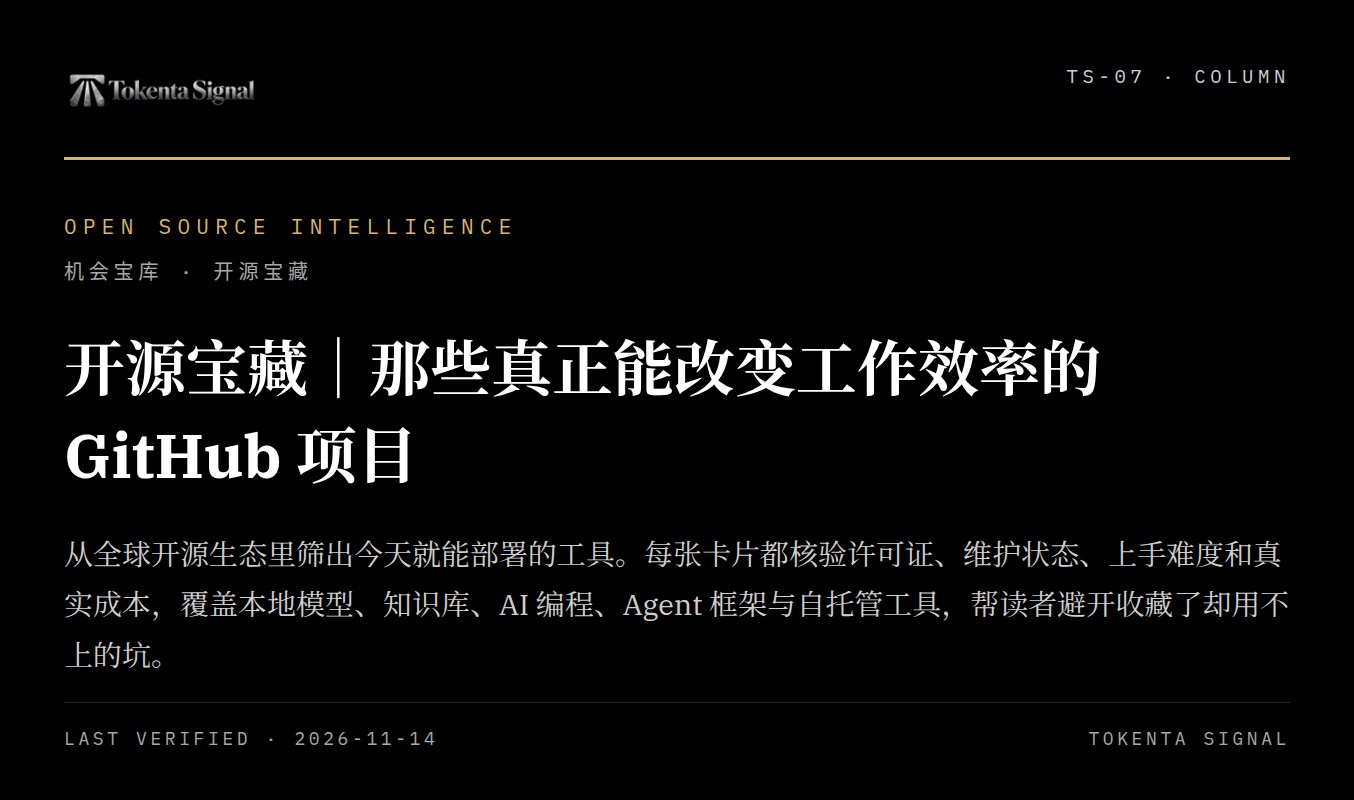 Tokenta Signal
TS-07 · COLUMN
OPEN SOURCE INTELLIGENCE
机会宝库 · 开源宝藏
开源宝藏｜那些真正能改变工作效率的
GitHub 项目
从全球开源生态里筛出今天就能部署的工具。每张卡片都核验许可证、维护状态、上手难度和真
实成本，覆盖本地模型、知识库、AI 编程、Agent 框架与自托管工具，帮读者避开收藏了却用不
上的坑。
LAST VERIFIED · 2026-11-14
TOKENTA SIGNAL